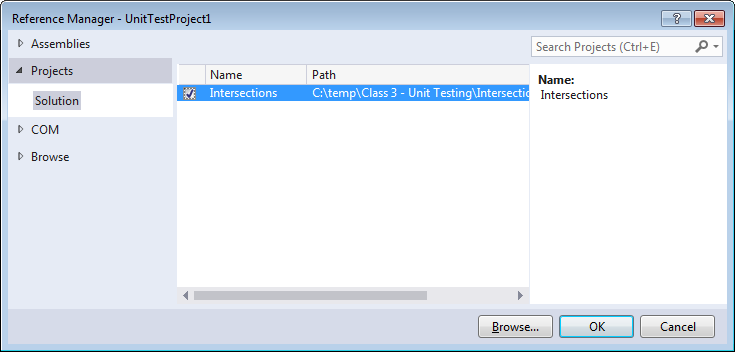 Reference Manager - UnitTestProject1
Assemblies
Projects
Solution
COM
Browse
Name Path
Intersections C:\temp\Class 3 - Unit Testing\Intersectio
Search Projects (Ctrl+E)
Name:
Intersections
Browse... OK Cancel